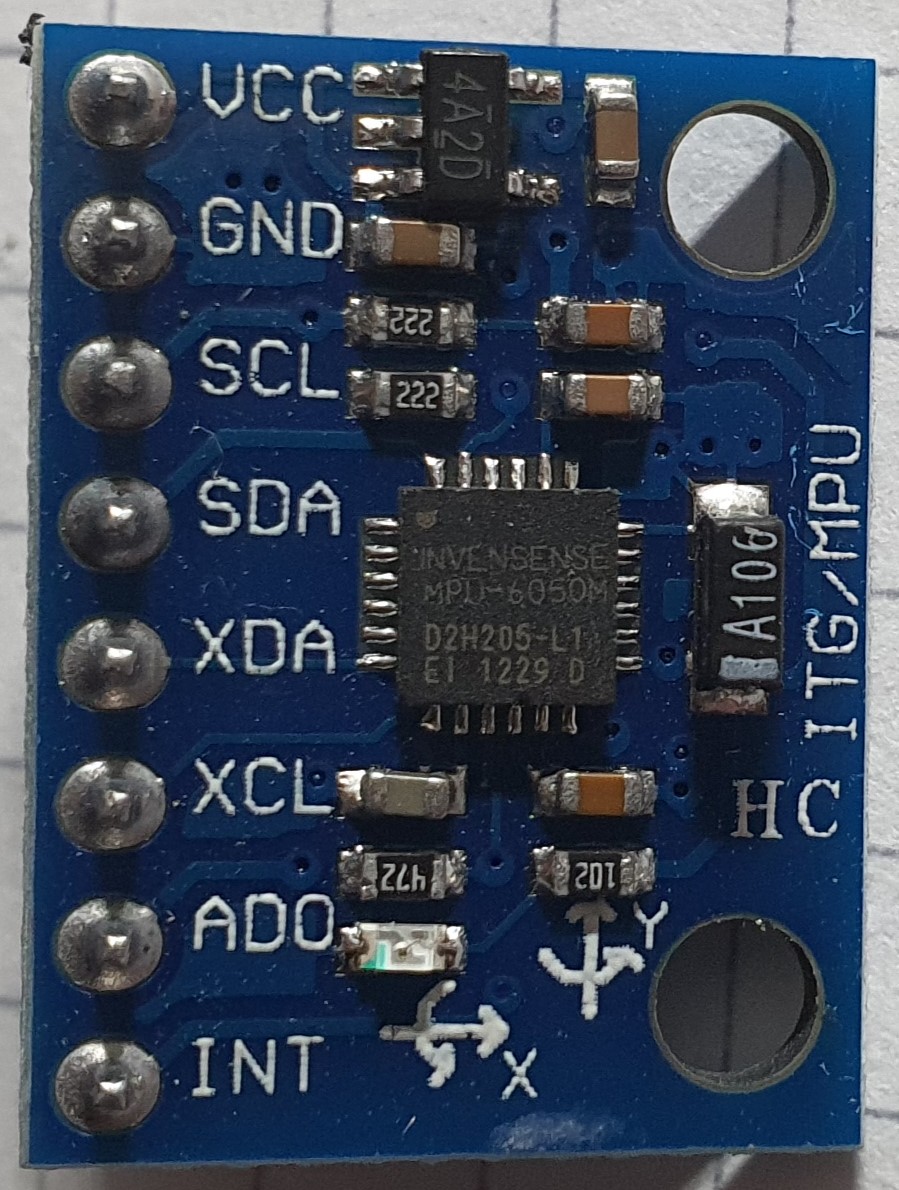 VCC
4A2D
GND
222
SCL
222
SDA
INVENSENSE
MPU-6050M
D2H205-L1
EI 1229 D
A106
ITG/MPU
XDA
XCL
HC
472
102
ADO
Y
INT
X